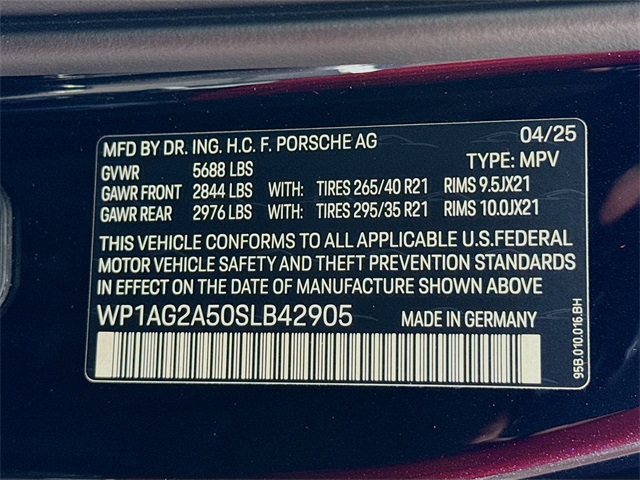 MFD BY DR. ING. H.C. F. PORSCHE AG 04/25
GVWR 5688 LBS TYPE: MPV
GAWR FRONT 2844 LBS WITH: TIRES 265/40 R21 RIMS 9.5JX21
GAWR REAR 2976 LBS WITH: TIRES 295/35 R21 RIMS 10.0JX21
THIS VEHICLE CONFORMS TO ALL APPLICABLE U.S.FEDERAL
MOTOR VEHICLE SAFETY AND THEFT PREVENTION STANDARDS
IN EFFECT ON THE DATE OF MANUFACTURE SHOWN ABOVE
WP1AG2A50SLB42905 MADE IN GERMANY
95B.010.016.BH